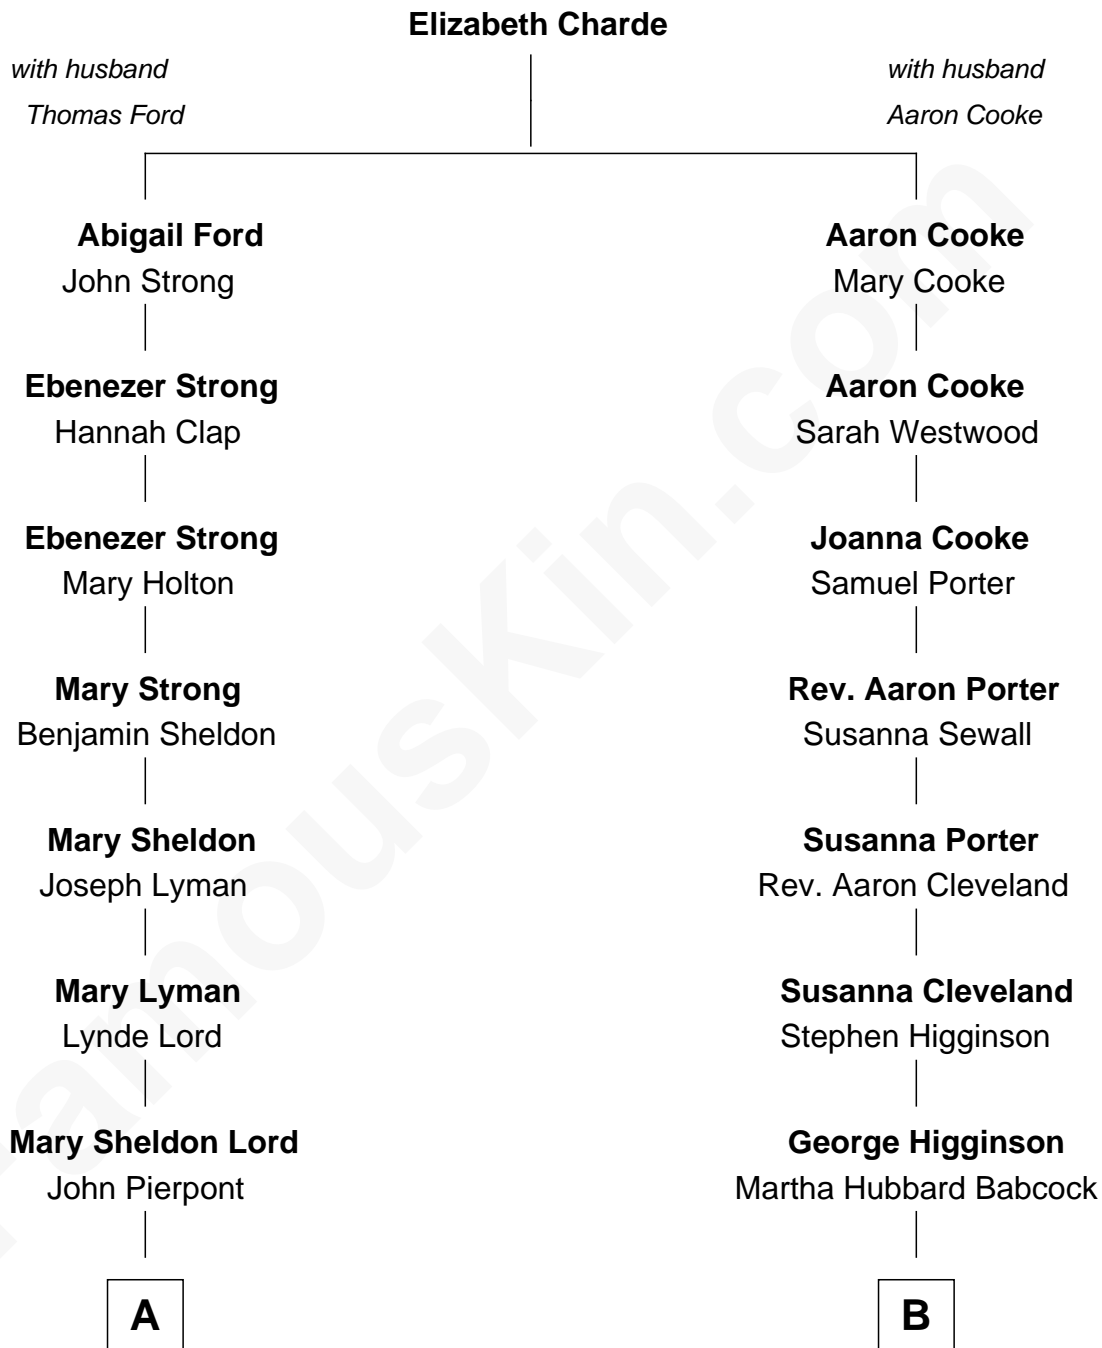 Elizabeth Charde
with husband
Thomas Ford
with husband
Aaron Cooke
Abigail Ford
John Strong
Aaron Cooke
Mary Cooke
Ebenezer Strong
Hannah Clap
Aaron Cooke
Sarah Westwood
Ebenezer Strong
Mary Holton
Joanna Cooke
Samuel Porter
Mary Strong
Benjamin Sheldon
Rev. Aaron Porter
Susanna Sewall
Mary Sheldon
Joseph Lyman
Susanna Porter
Rev. Aaron Cleveland
Mary Lyman
Lynde Lord
Susanna Cleveland
Stephen Higginson
Mary Sheldon Lord
John Pierpont
George Higginson
Martha Hubbard Babcock
A
B
FamousKin.com